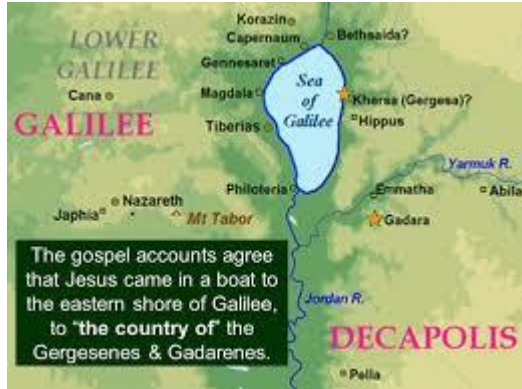 Korazin
Capernaum
Bethsaida?
LOWER
GALILEE
Gennesaret
Cana
Magdala
Sea
of
Galilee
Khersa (Gergesa)?
GALILEE
Tiberias
Hippus
Yarmuk R.
Philoteria
Emmatha
Abila
Nazareth
Japhia
Mt Tabor
Gadara
The gospel accounts agree
that Jesus came in a boat to
the eastern shore of Galilee,
to "the country of" the
Gergesenes & Gadarenes.
Jordan R.
DECAPOLIS
Pella